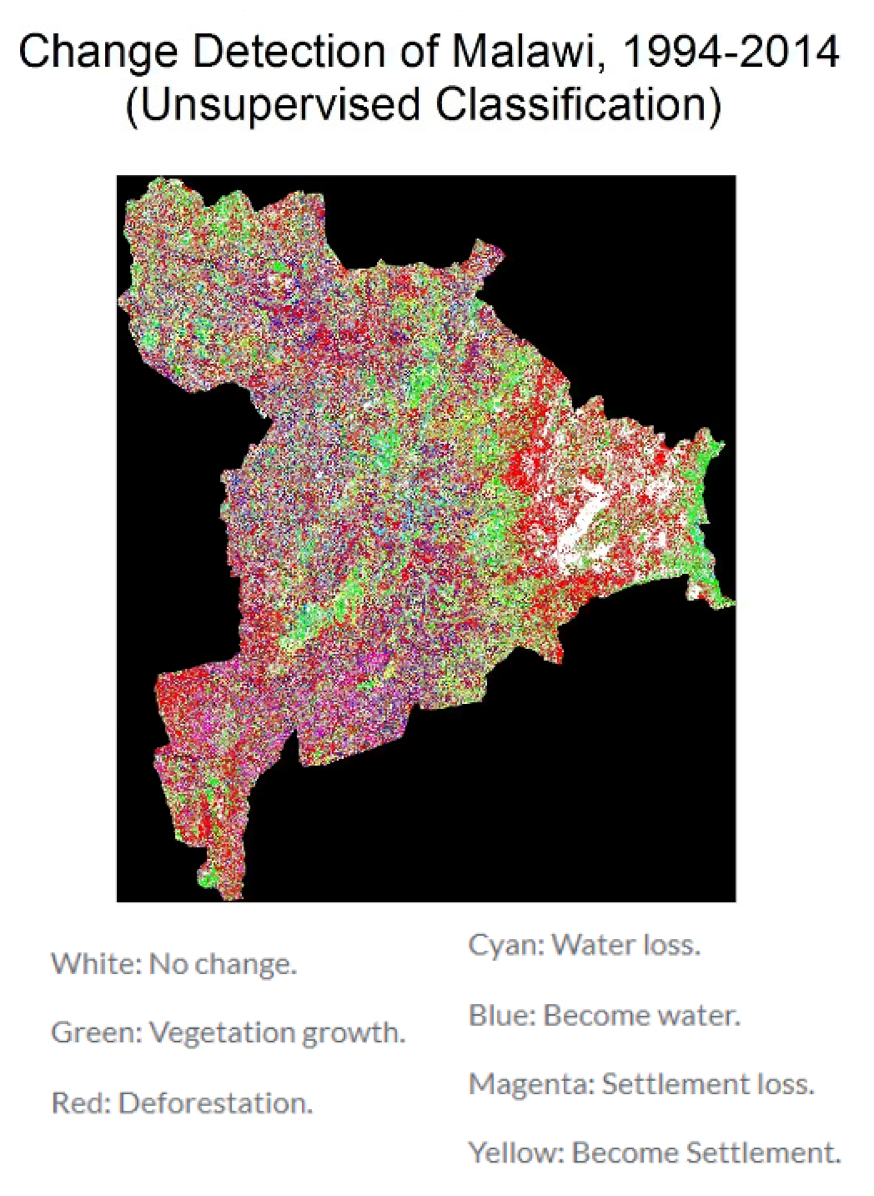 Change Detection of Malawi, 1994-2014
(Unsupervised Classification)
White: No change.
Green: Vegetation growth.
Red: Deforestation.
Cyan: Water loss.
Blue: Become water.
Magenta: Settlement loss.
Yellow: Become Settlement.